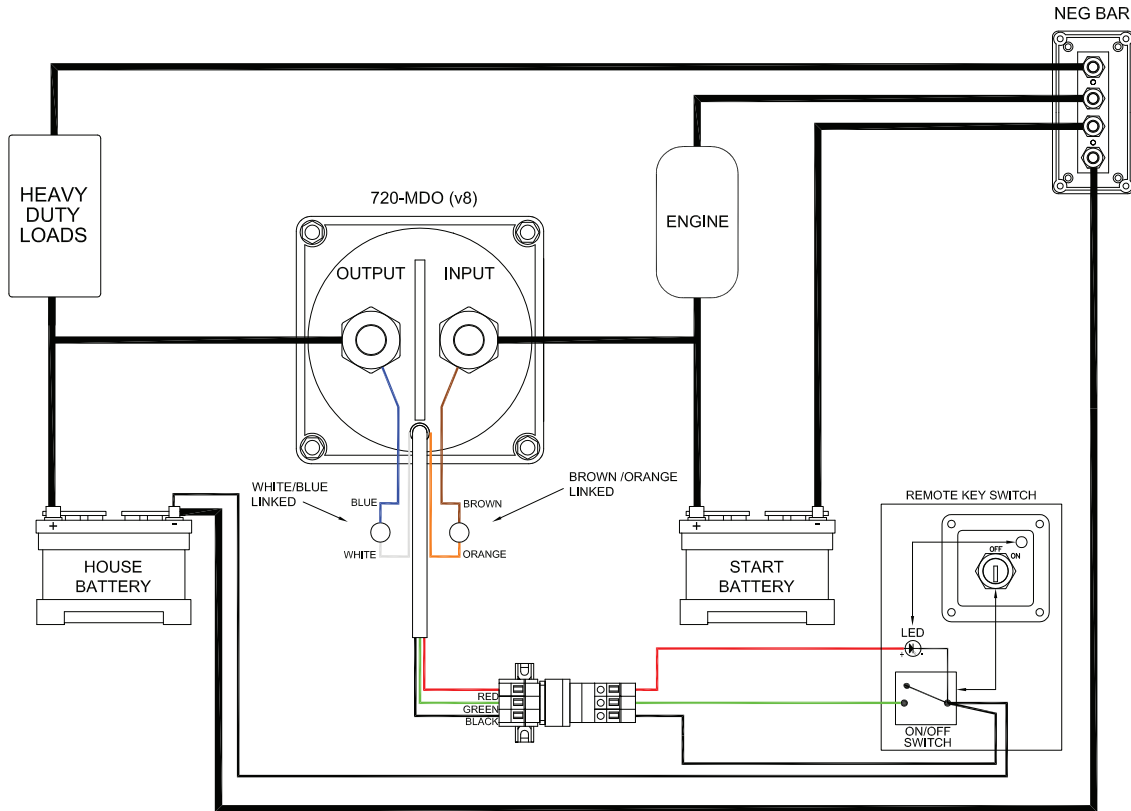 NEG BAR
HEAVY
DUTY
LOADS
720-MDO (v8)
ENGINE
OUTPUT
INPUT
WHITE/BLUE
LINKED
BLUE
WHITE
BROWN /ORANGE
LINKED
BROWN
ORANGE
+
-
HOUSE
BATTERY
+
-
START
BATTERY
REMOTE KEY SWITCH
OFF
ON
LED
+
-
RED
GREEN
BLACK
ON/OFF
SWITCH